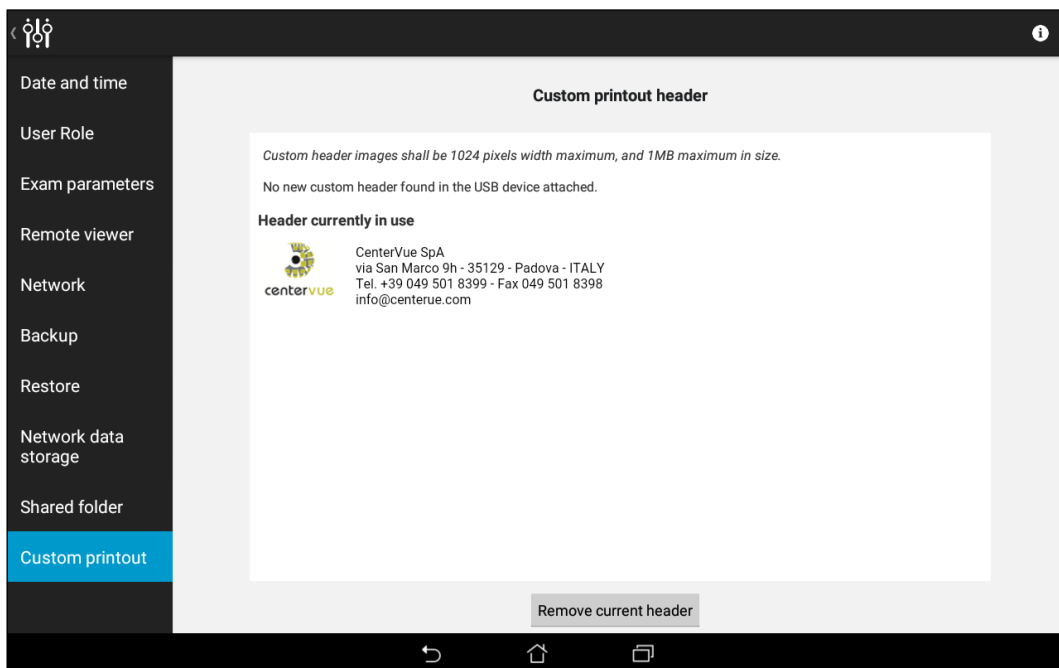 Date and time
User Role
Exam parameters
Remote viewer
Network
Backup
Restore
Network data
storage
Shared folder
Custom printout
Custom printout header
Custom header images shall be 1024 pixels width maximum, and 1MB maximum in size.
No new custom header found in the USB device attached.
Header currently in use
centervue
CenterVue SpA
via San Marco 9h - 35129 - Padova - ITALY
Tel. +39 049 501 8399 - Fax 049 501 8398
info@centerue.com
Remove current header